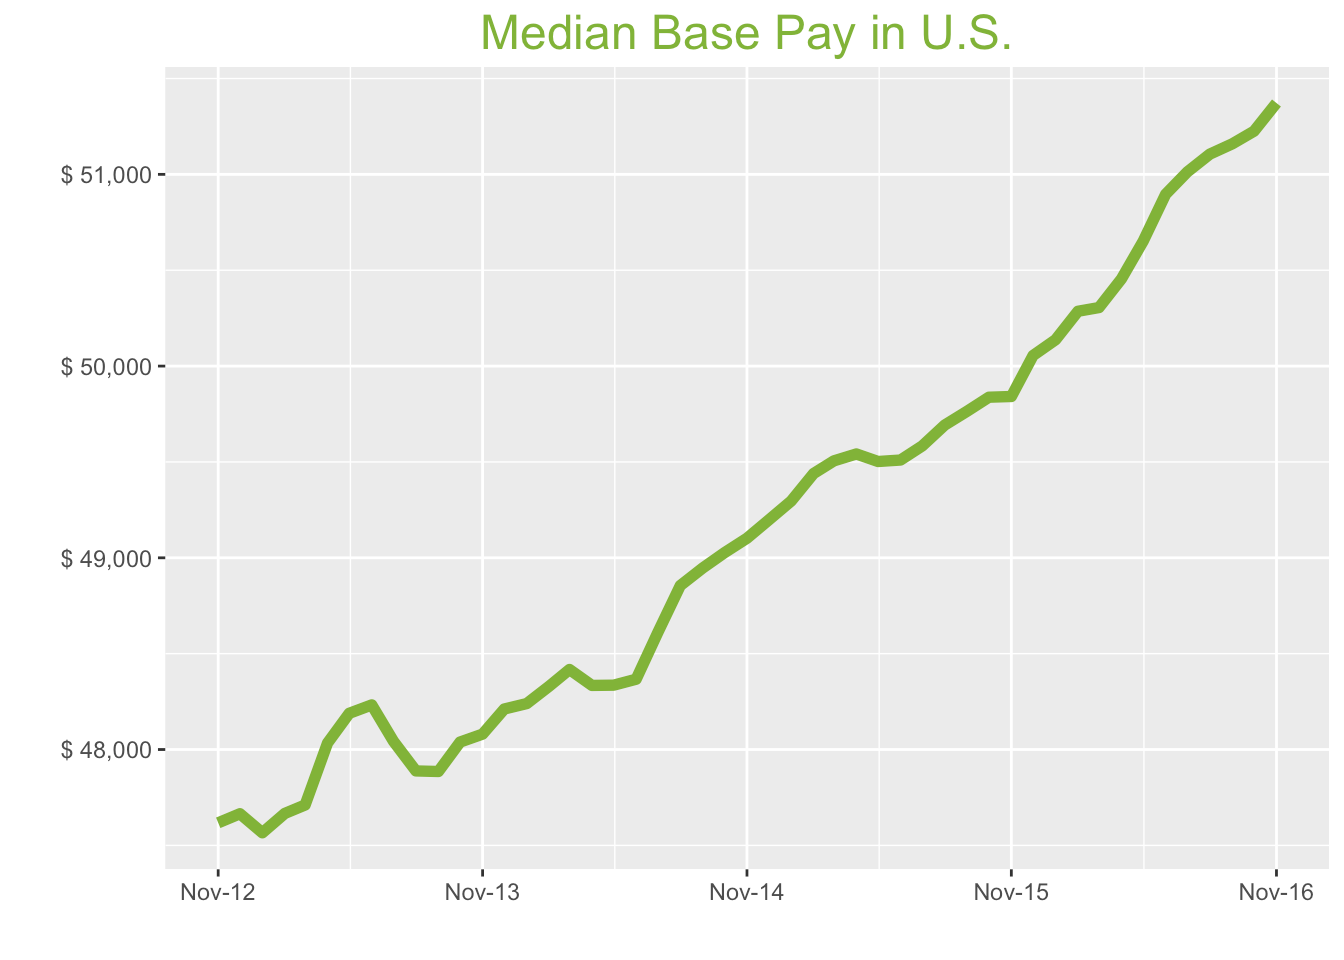 Median Base Pay in U.S.
$ 51,000
$ 50,000
$ 49,000
$ 48,000
Nov-12 Nov-13 Nov-14 Nov-15 Nov-16